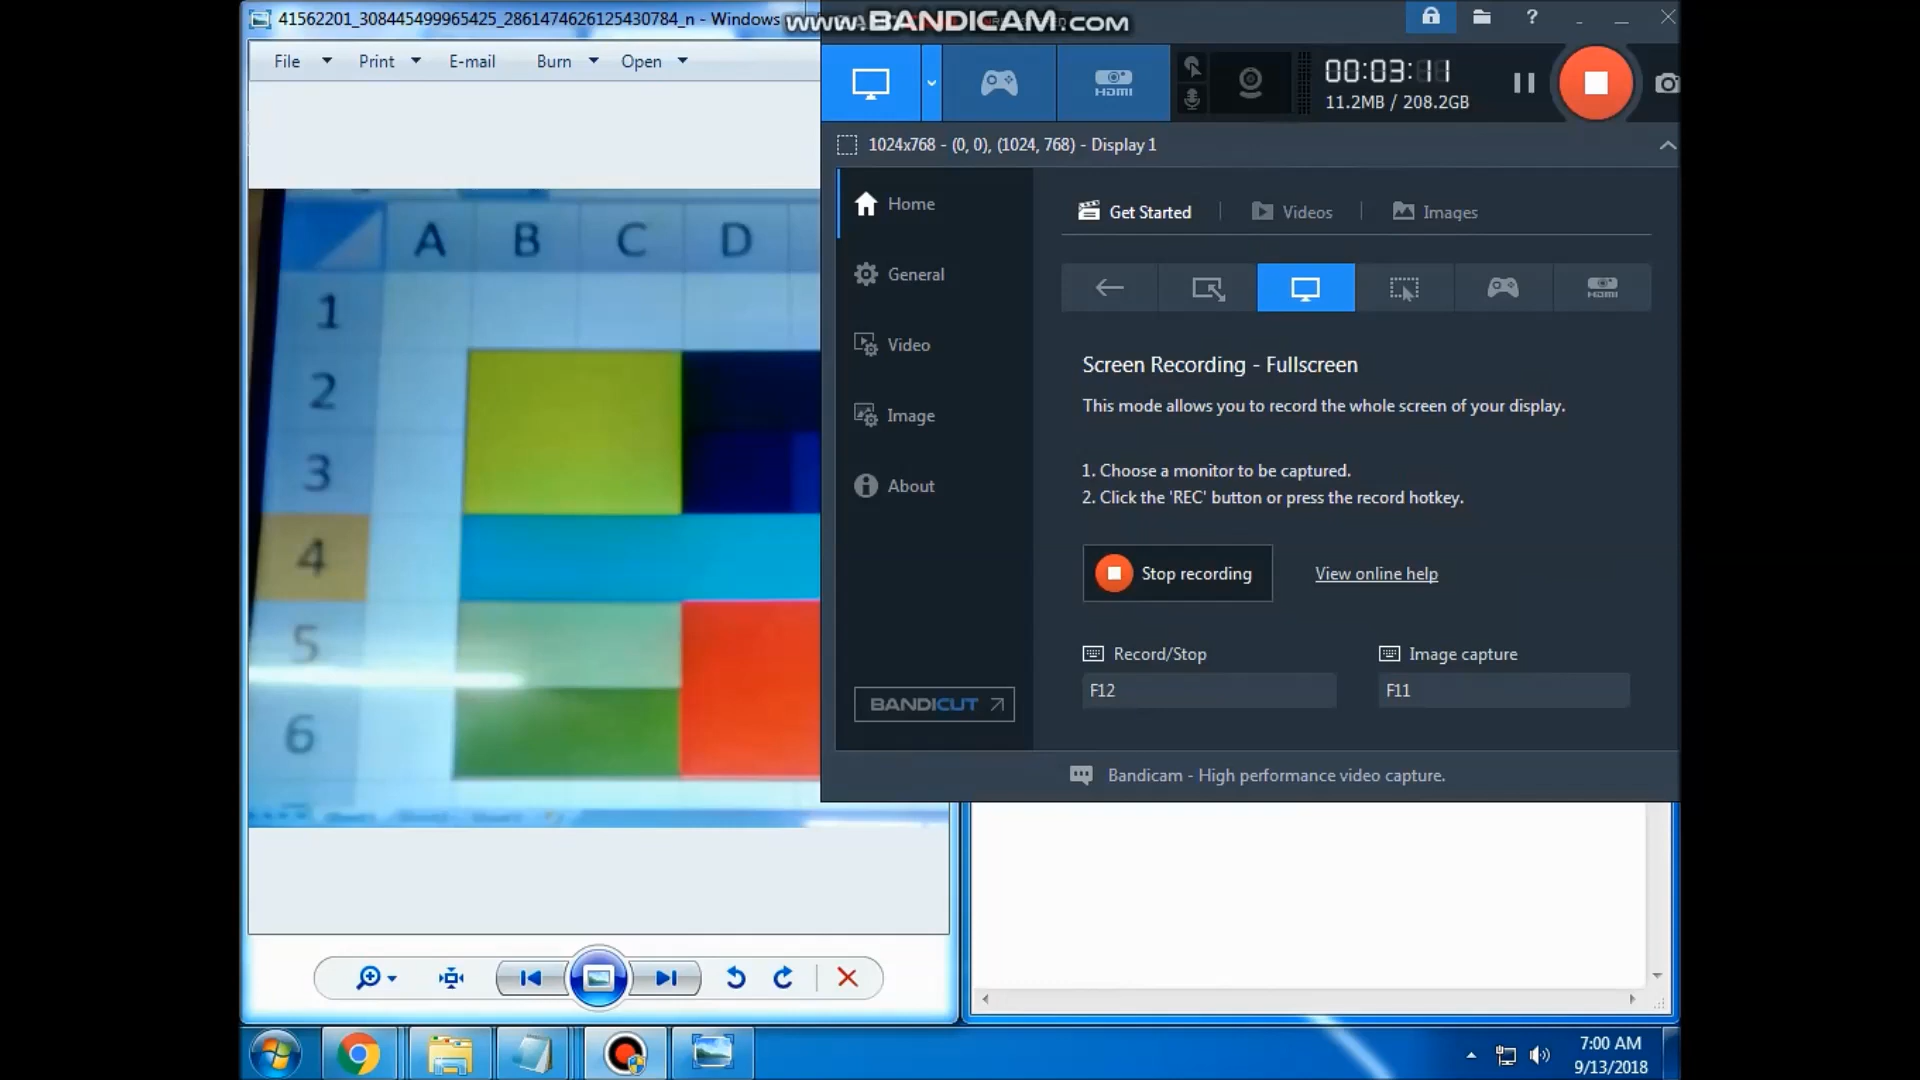 41562201_308445499965425_2861474626125430784_n - Windows
www.BANDICAM.com
File Print E-mail Burn Open
HDMI
00:03:11
11.2MB / 208.2GB
1024x768 - (0, 0), (1024, 768) - Display 1
Home
General
Video
Image
About
BANDICUT
Get Started Videos Images
HDMI
Screen Recording - Fullscreen
This mode allows you to record the whole screen of your display.
1. Choose a monitor to be captured.
2. Click the 'REC' button or press the record hotkey.
Stop recording View online help
Record/Stop Image capture
F12 F11
Bandicam - High performance video capture.
A B C D
1
2
3
4
5
6
7:00 AM
9/13/2018